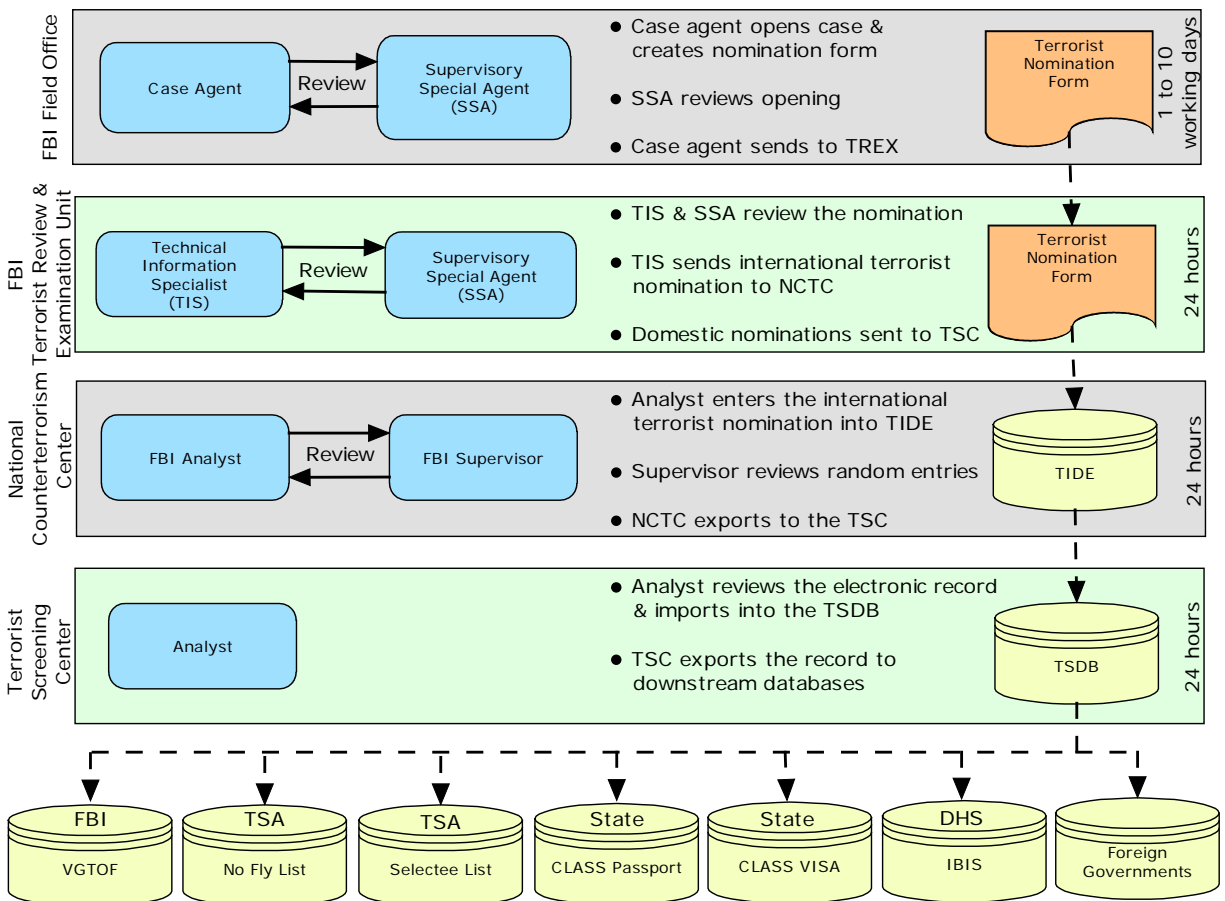 FBI Field Office
Case Agent
Review
Supervisory
Special Agent
(SSA)
● Case agent opens case &
creates nomination form
● SSA reviews opening
● Case agent sends to TREX
Terrorist
Nomination
Form
1 to 10
working days
FBI
Terrorist Review &
Examination Unit
Technical
Information
Specialist
(TIS)
Review
Supervisory
Special Agent
(SSA)
● TIS & SSA review the nomination
● TIS sends international terrorist
nomination to NCTC
● Domestic nominations sent to TSC
Terrorist
Nomination
Form
24 hours
National
Counterterrorism
Center
FBI Analyst
Review
FBI Supervisor
● Analyst enters the international
terrorist nomination into TIDE
● Supervisor reviews random entries
● NCTC exports to the TSC
TIDE
24 hours
Terrorist
Screening
Center
Analyst
● Analyst reviews the electronic record
& imports into the TSDB
● TSC exports the record to
downstream databases
TSDB
24 hours
FBI
VGTOF
TSA
No Fly List
TSA
Selectee List
State
CLASS Passport
State
CLASS VISA
DHS
IBIS
Foreign
Governments